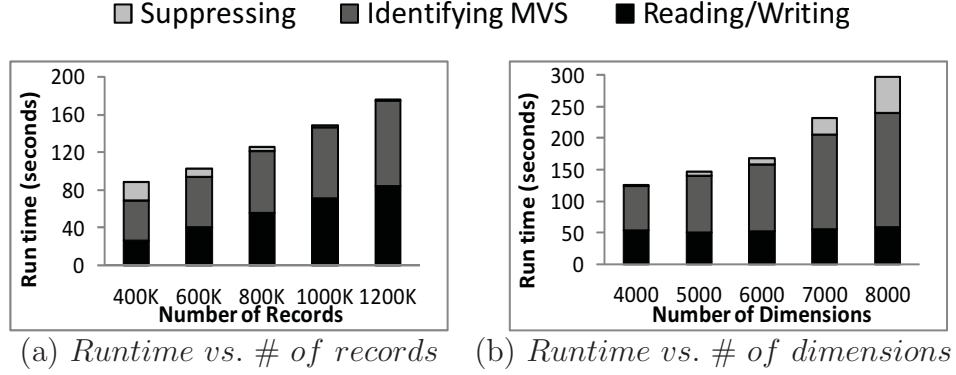 Suppressing Identifying MVS Reading/Writing
Run time (seconds)
200
160
120
80
40
0
400K 600K 800K 1000K 1200K
Number of Records
(a) Runtime vs. # of records
Run time (seconds)
300
250
200
150
100
50
0
4000 5000 6000 7000 8000
Number of Dimensions
(b) Runtime vs. # of dimensions